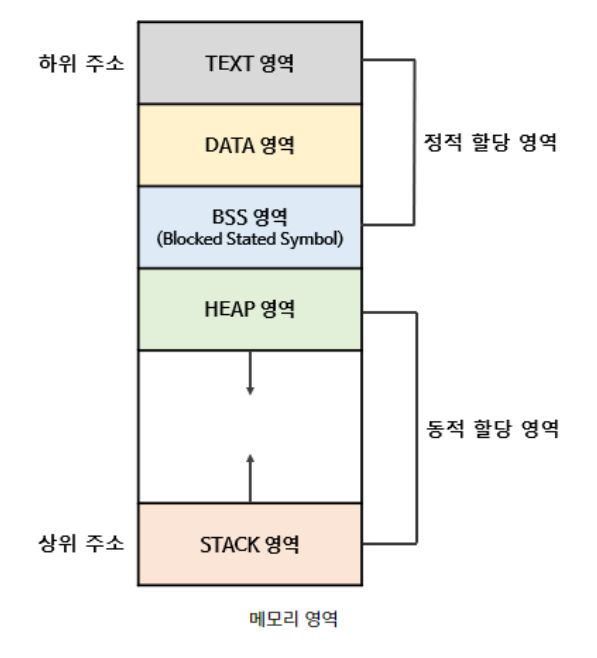 하위 주소
TEXT 영역
DATA 영역
정적 할당 영역
BSS 영역
(Blocked Stated Symbol)
HEAP 영역
동적 할당 영역
상위 주소
STACK 영역
메모리 영역